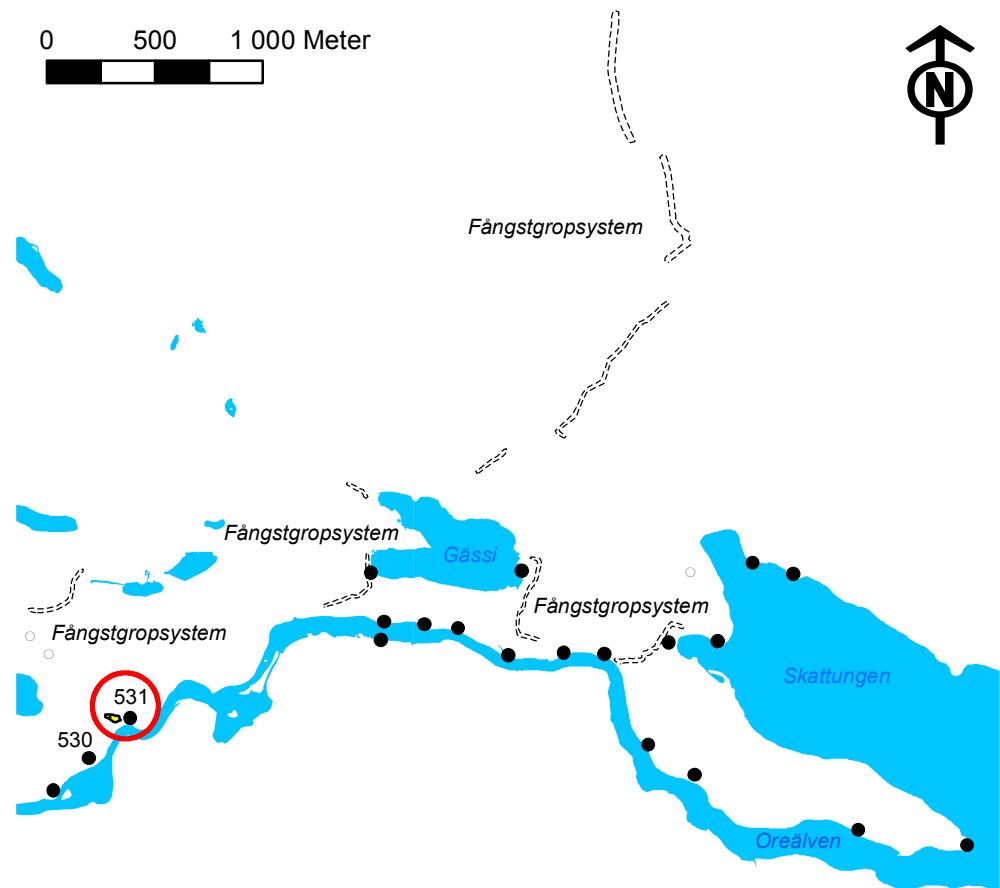 0 500 1 000 Meter
N
Fångstgropsystem
Fångstgropsystem
Gässi
Fångstgropsystem
Fångstgropsystem
Skattungen
531
530
Oreälven